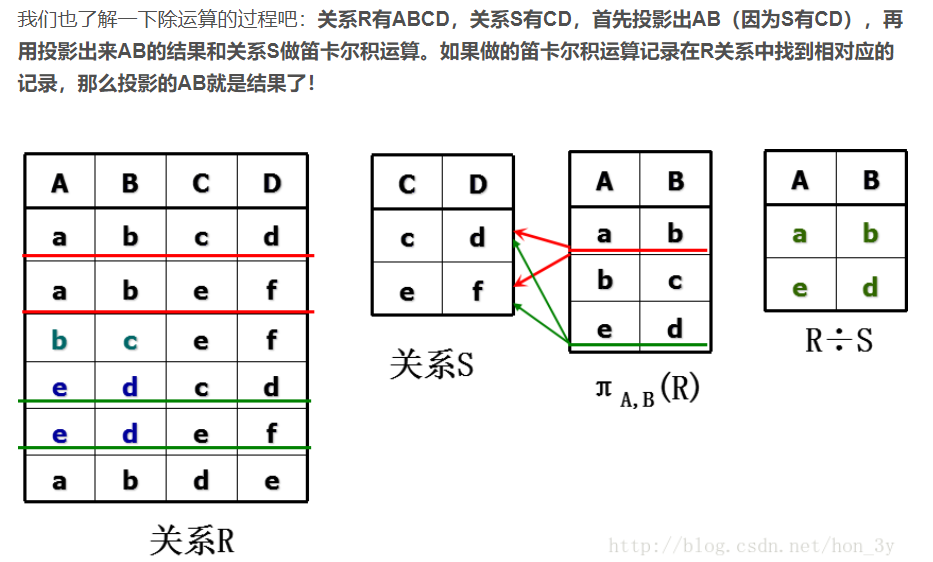 我们也了解一下除运算的过程吧：关系R有ABCD，关系S有CD，首先投影出AB（因为S有CD），再
用投影出来AB的结果和关系S做笛卡尔积运算。如果做的笛卡尔积运算记录在R关系中找到相对应的
记录，那么投影的AB就是结果了！
A B C D
a b c d
a b e f
b c e f
e d c d
e d e f
a b d e
关系R
C D
c d
e f
关系S
A B
a b
b c
e d
π A,B (R)
A B
a b
e d
R÷S
http://blog.csdn.net/hon_3y